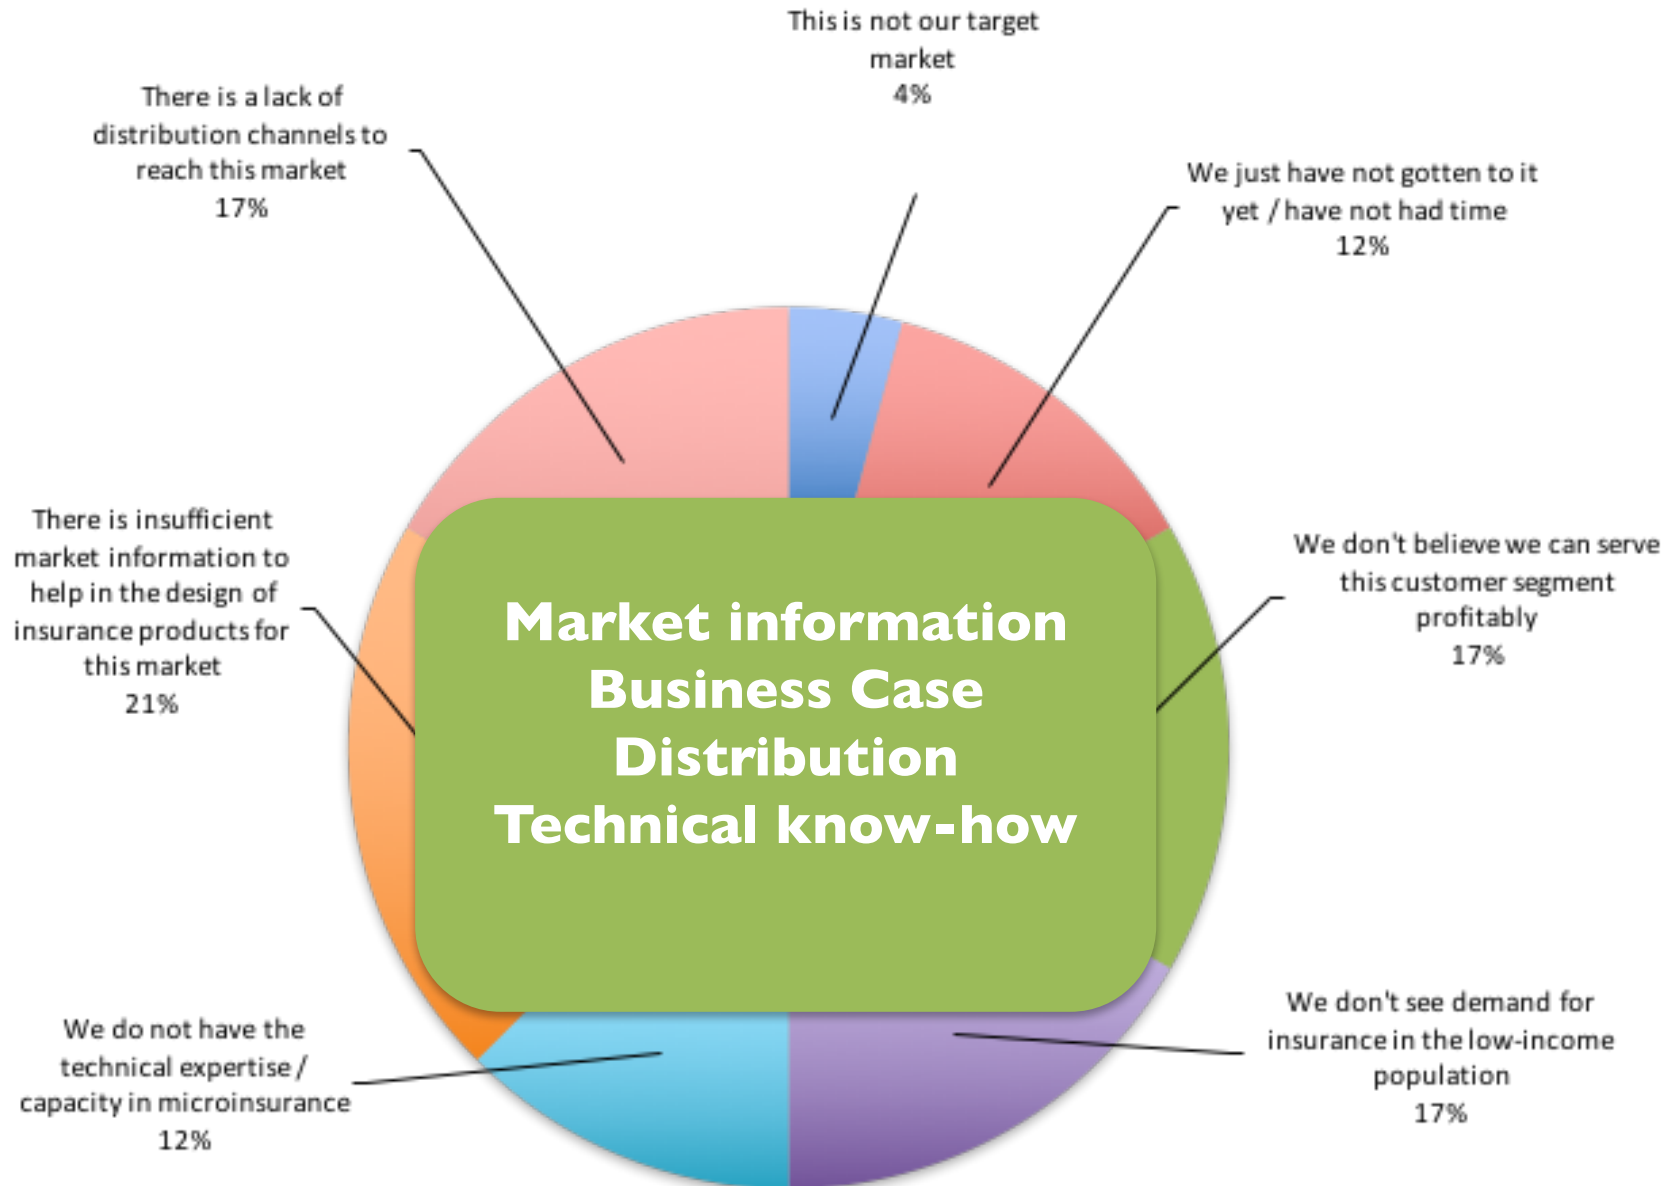 This is not our target
market
4%
There is a lack of
distribution channels to
reach this market
17%
We just have not gotten to it
yet / have not had time
12%
There is insufficient
market information to
help in the design of
insurance products for
this market
21%
We don't believe we can serve
this customer segment
profitably
17%
Market information
Business Case
Distribution
Technical know-how
We do not have the
technical expertise /
capacity in microinsurance
12%
We don't see demand for
insurance in the low-income
population
17%